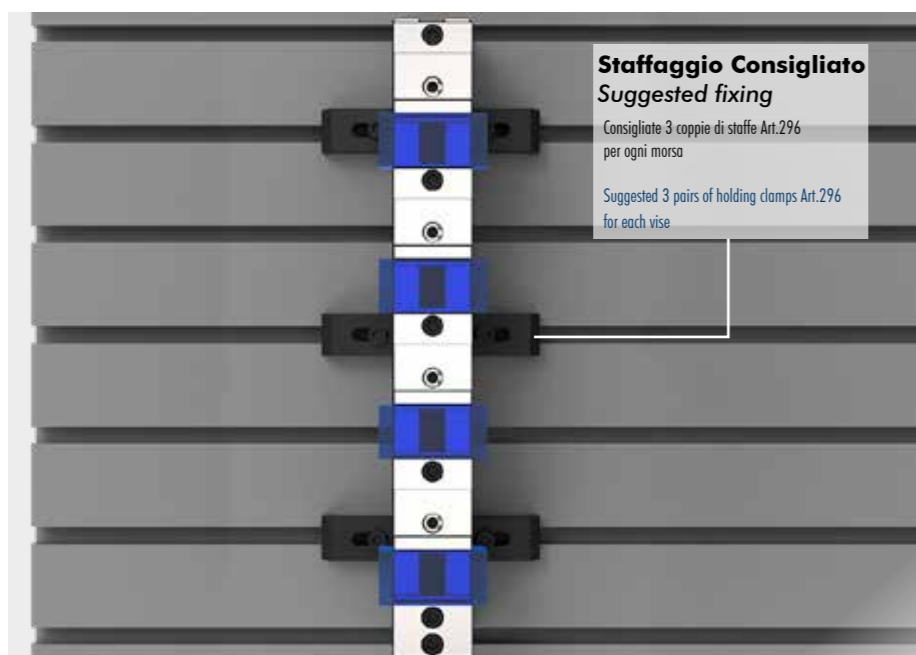 Staffaggio Consigliato
Suggested fixing
Consigliate 3 coppie di staffe Art.296
per ogni morsa
Suggested 3 pairs of holding clamps Art.296
for each vise